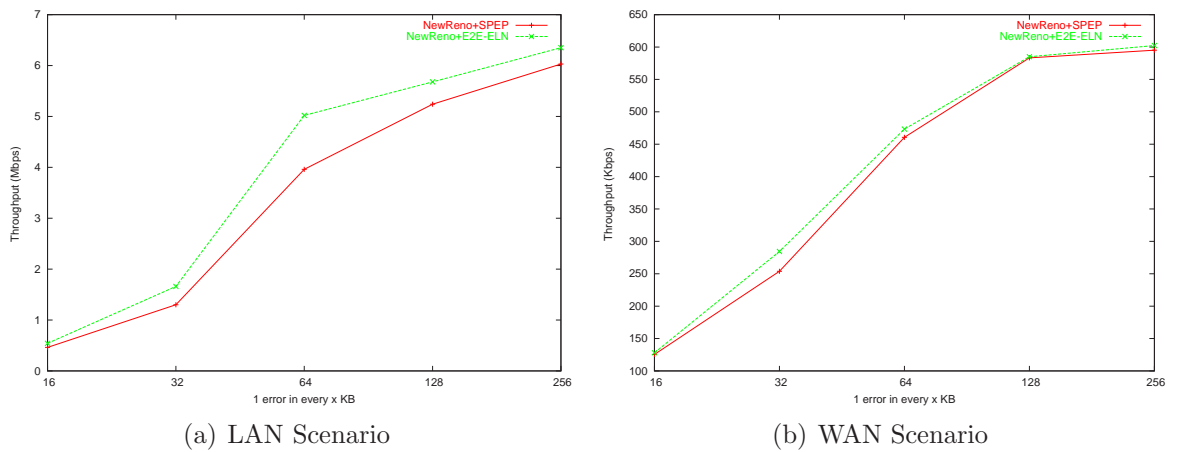 7
6
5
4
3
2
1
0
Throughput (Mbps)
NewReno+SPEP
NewReno+E2E-ELN
16 32 64 128 256
1 error in every x KB
(a) LAN Scenario
650
600
550
500
450
400
350
300
250
200
150
100
Throughput (Kbps)
NewReno+SPEP
NewReno+E2E-ELN
16 32 64 128 256
1 error in every x KB
(b) WAN Scenario